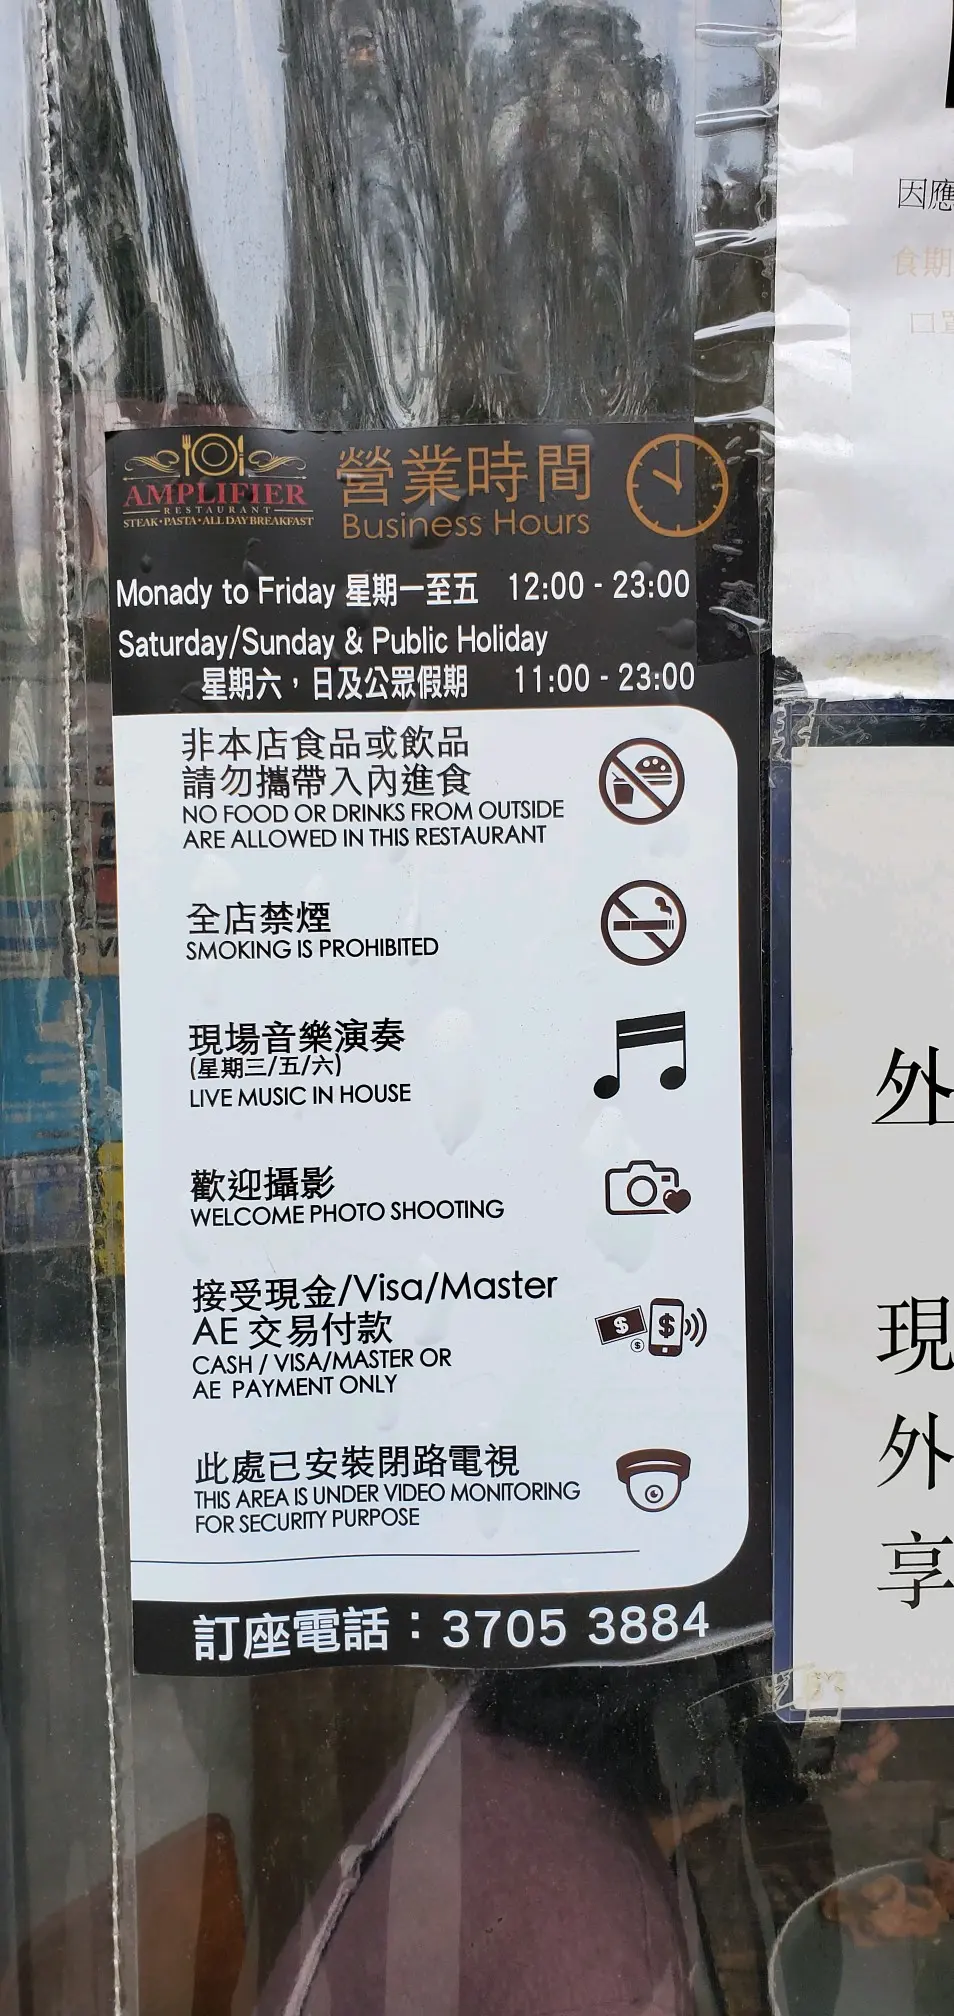 AMPLIFIER
RESTAURANT
STEAK•PASTA•ALL DAY BREAKFAST
營業時間
Business Hours
Monady to Friday 星期一至五 12:00 - 23:00
Saturday/Sunday & Public Holiday
星期六，日及公眾假期 11:00 - 23:00
非本店食品或飲品
請勿攜帶入內進食
NO FOOD OR DRINKS FROM OUTSIDE
ARE ALLOWED IN THIS RESTAURANT
全店禁煙
SMOKING IS PROHIBITED
現場音樂演奏
(星期三/五/六)
LIVE MUSIC IN HOUSE
歡迎攝影
WELCOME PHOTO SHOOTING
接受現金/Visa/Master
AE 交易付款
CASH / VISA/MASTER OR
AE PAYMENT ONLY
此處已安裝閉路電視
THIS AREA IS UNDER VIDEO MONITORING
FOR SECURITY PURPOSE
訂座電話：3705 3884
因應
食期
口
外
現
外
享